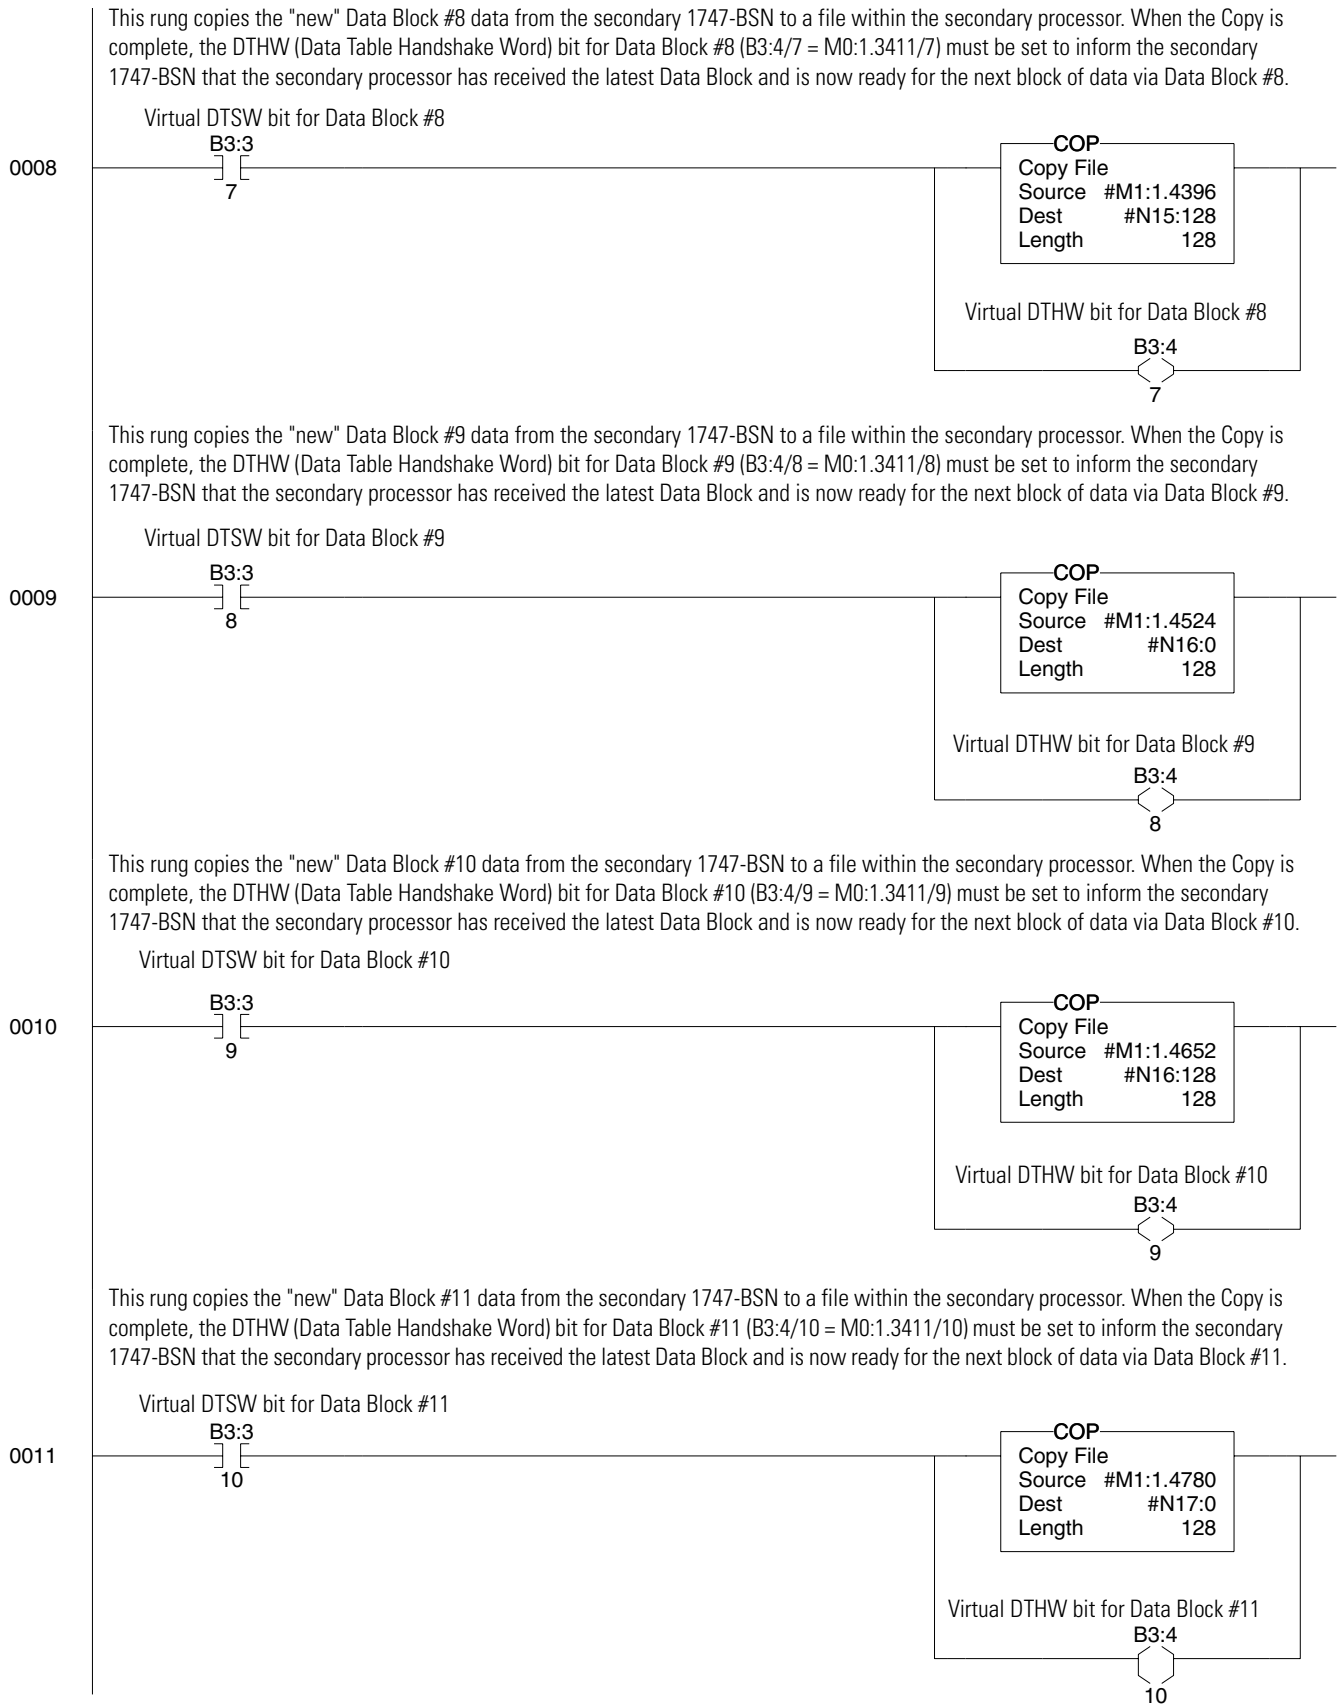 This rung copies the "new" Data Block #8 data from the secondary 1747-BSN to a file within the secondary processor. When the Copy is
complete, the DTHW (Data Table Handshake Word) bit for Data Block #8 (B3:4/7 = M0:1.3411/7) must be set to inform the secondary
1747-BSN that the secondary processor has received the latest Data Block and is now ready for the next block of data via Data Block #8.
Virtual DTSW bit for Data Block #8
B3:3
7
0008
COP
Copy File
Source #M1:1.4396
Dest #N15:128
Length 128
Virtual DTHW bit for Data Block #8
B3:4
7
This rung copies the "new" Data Block #9 data from the secondary 1747-BSN to a file within the secondary processor. When the Copy is
complete, the DTHW (Data Table Handshake Word) bit for Data Block #9 (B3:4/8 = M0:1.3411/8) must be set to inform the secondary
1747-BSN that the secondary processor has received the latest Data Block and is now ready for the next block of data via Data Block #9.
Virtual DTSW bit for Data Block #9
B3:3
8
0009
COP
Copy File
Source #M1:1.4524
Dest #N16:0
Length 128
Virtual DTHW bit for Data Block #9
B3:4
8
This rung copies the "new" Data Block #10 data from the secondary 1747-BSN to a file within the secondary processor. When the Copy is
complete, the DTHW (Data Table Handshake Word) bit for Data Block #10 (B3:4/9 = M0:1.3411/9) must be set to inform the secondary
1747-BSN that the secondary processor has received the latest Data Block and is now ready for the next block of data via Data Block #10.
Virtual DTSW bit for Data Block #10
B3:3
9
0010
COP
Copy File
Source #M1:1.4652
Dest #N16:128
Length 128
Virtual DTHW bit for Data Block #10
B3:4
9
This rung copies the "new" Data Block #11 data from the secondary 1747-BSN to a file within the secondary processor. When the Copy is
complete, the DTHW (Data Table Handshake Word) bit for Data Block #11 (B3:4/10 = M0:1.3411/10) must be set to inform the secondary
1747-BSN that the secondary processor has received the latest Data Block and is now ready for the next block of data via Data Block #11.
Virtual DTSW bit for Data Block #11
B3:3
10
0011
COP
Copy File
Source #M1:1.4780
Dest #N17:0
Length 128
Virtual DTHW bit for Data Block #11
B3:4
10